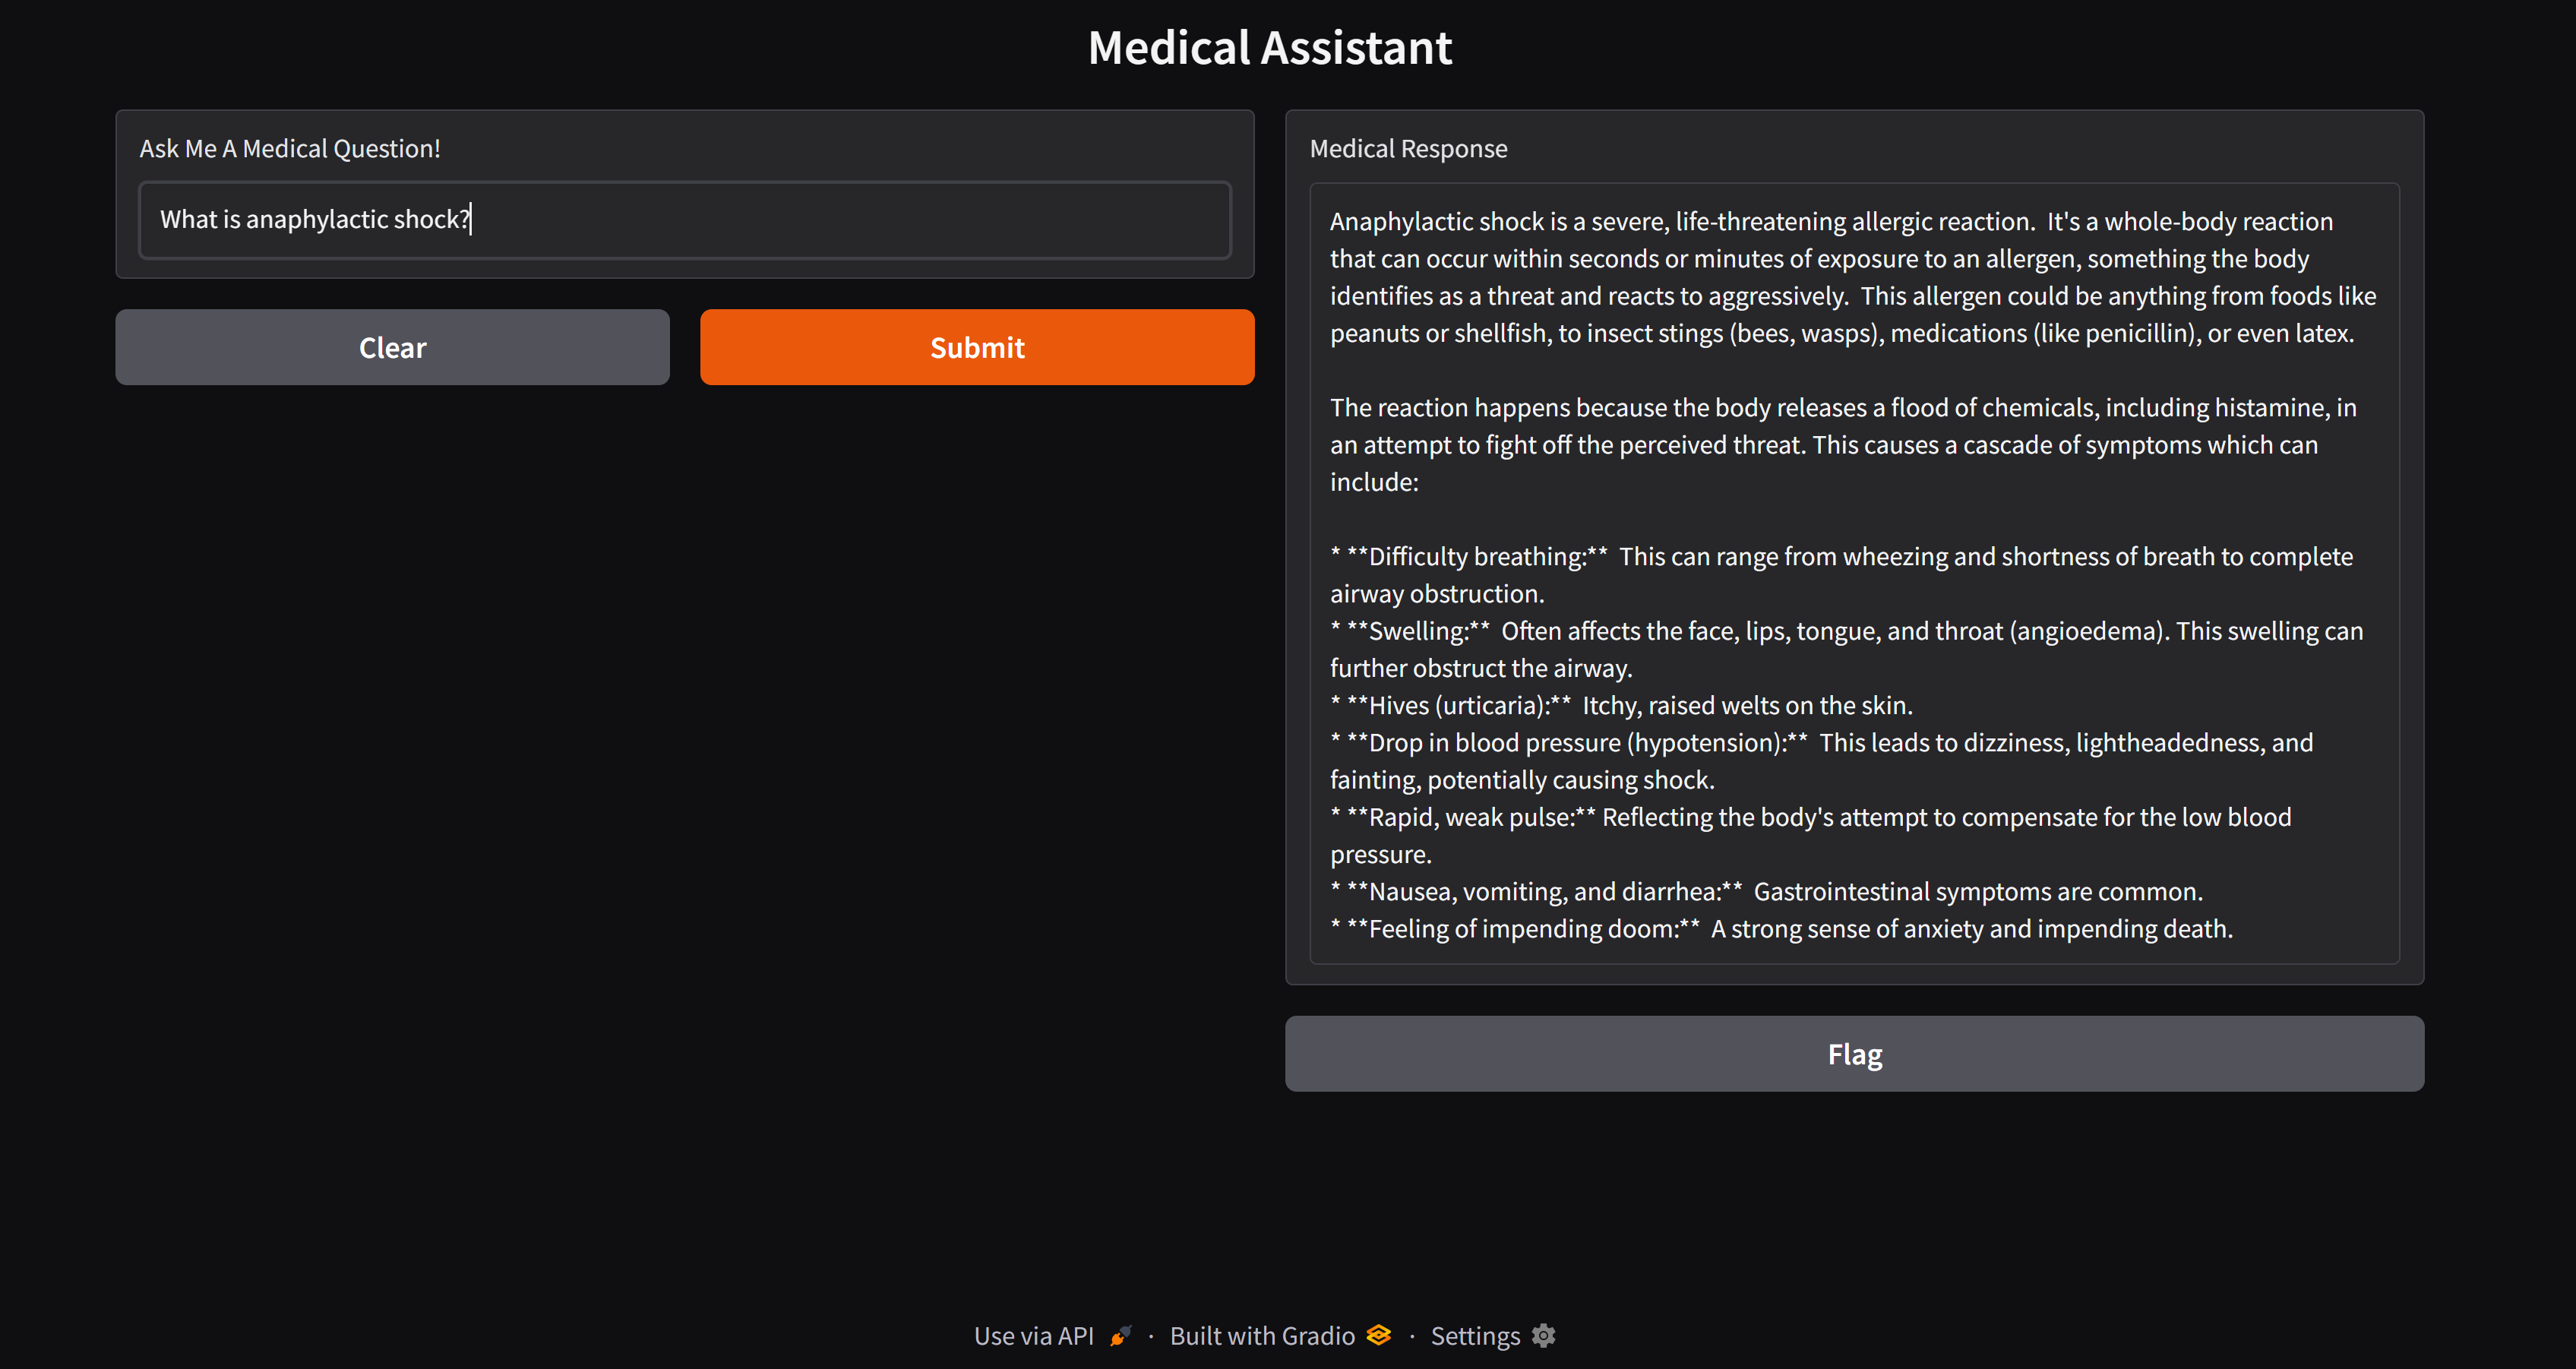 Medical Assistant
Ask Me A Medical Question!
What is anaphylactic shock?
Clear
Submit
Medical Response
Anaphylactic shock is a severe, life-threatening allergic reaction.  It's a whole-body reaction
that can occur within seconds or minutes of exposure to an allergen, something the body
identifies as a threat and reacts to aggressively.  This allergen could be anything from foods like
peanuts or shellfish, to insect stings (bees, wasps), medications (like penicillin), or even latex.
The reaction happens because the body releases a flood of chemicals, including histamine, in
an attempt to fight off the perceived threat. This causes a cascade of symptoms which can
include:
* **Difficulty breathing:**  This can range from wheezing and shortness of breath to complete
airway obstruction.
* **Swelling:**  Often affects the face, lips, tongue, and throat (angioedema). This swelling can
further obstruct the airway.
* **Hives (urticaria):**  Itchy, raised welts on the skin.
* **Drop in blood pressure (hypotension):**  This leads to dizziness, lightheadedness, and
fainting, potentially causing shock.
* **Rapid, weak pulse:** Reflecting the body's attempt to compensate for the low blood
pressure.
* **Nausea, vomiting, and diarrhea:**  Gastrointestinal symptoms are common.
* **Feeling of impending doom:**  A strong sense of anxiety and impending death.
Flag
Use via API · Built with Gradio · Settings